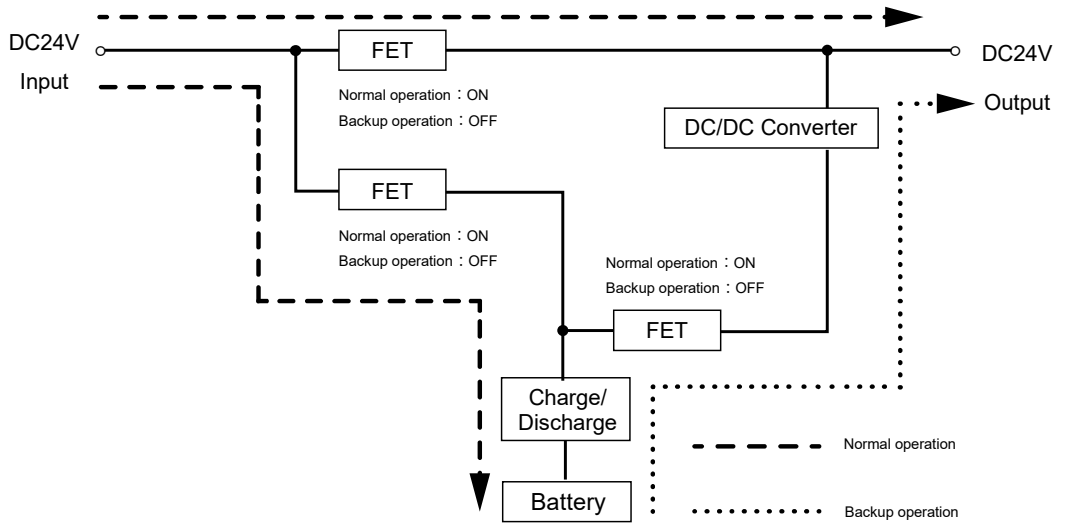 DC24V
Input
FET
Normal operation：ON
Backup operation：OFF
DC24V
Output
DC/DC Converter
FET
Normal operation：ON
Backup operation：OFF
Normal operation：ON
Backup operation：OFF
FET
Charge/
Discharge
Battery
Normal operation
Backup operation